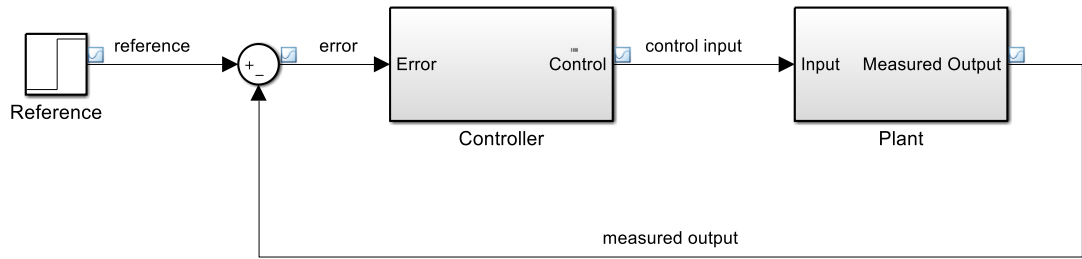 reference
error
control input
Error
Control
Input
Measured Output
Reference
Controller
Plant
measured output